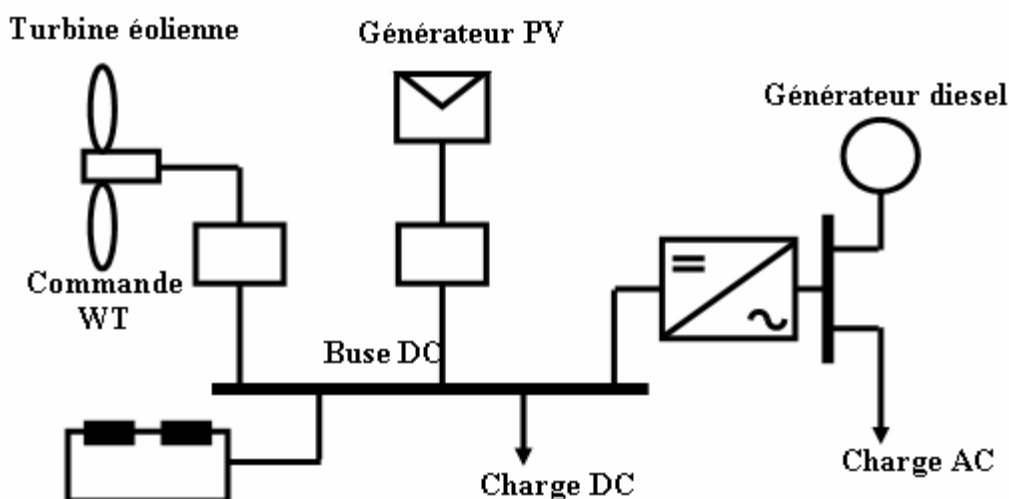 Turbine éolienne
Générateur PV
Générateur diesel
Commande
WT
Buse DC
Charge DC
Charge AC